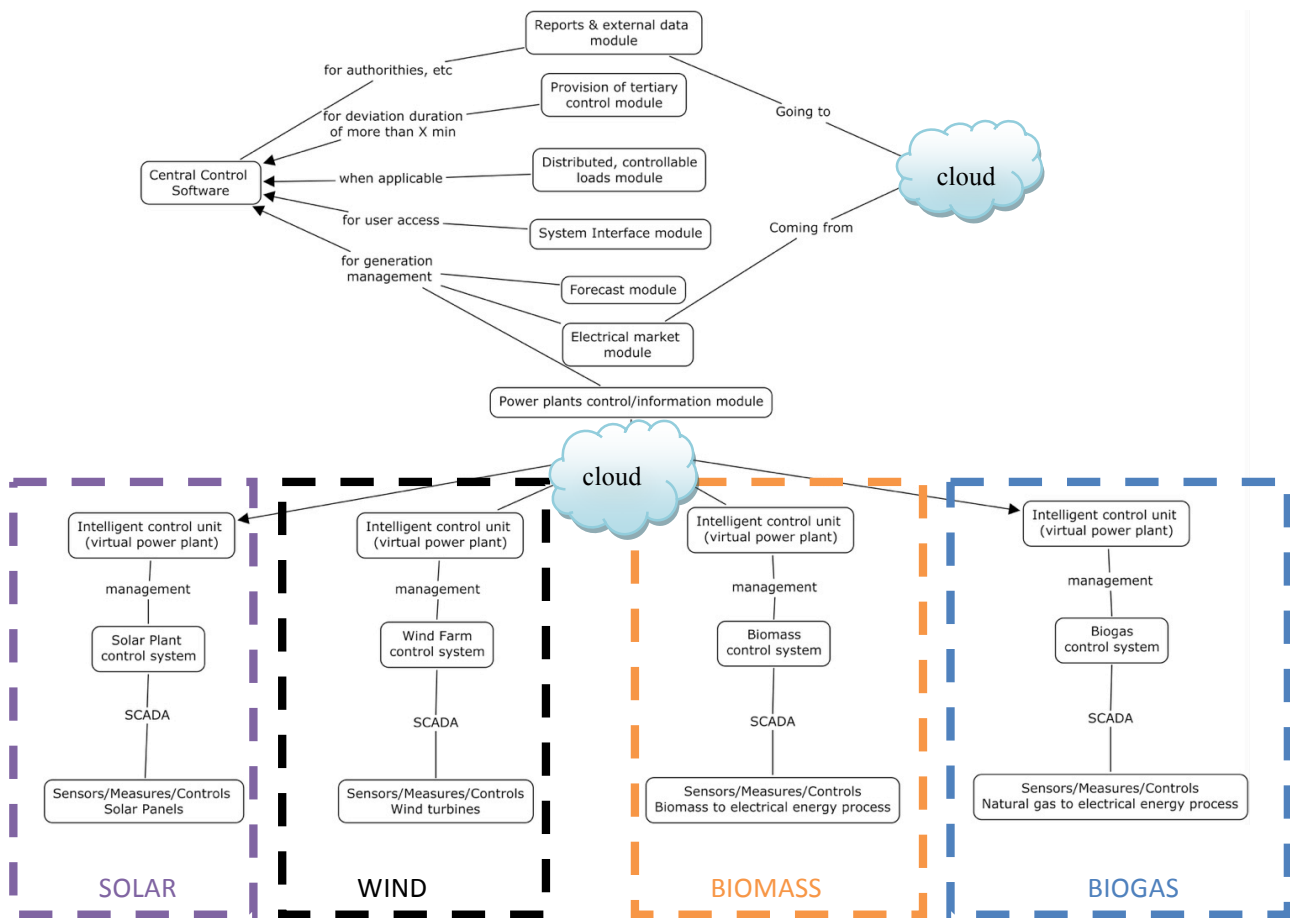 Reports & external data
module
for authorithies, etc
Provision of tertiary
control module
for deviation duration
of more than X min
Going to
cloud
Central Control
Software
when applicable
Distributed, controllable
loads module
for user access
System Interface module
Coming from
for generation
management
Forecast module
Electrical market
module
Power plants control/information module
cloud
Intelligent control unit
(virtual power plant)
management
Solar Plant
control system
SCADA
Sensors/Measures/Controls
Solar Panels
SOLAR
Intelligent control unit
(virtual power plant)
management
Wind Farm
control system
SCADA
Sensors/Measures/Controls
Wind turbines
WIND
Intelligent control unit
(virtual power plant)
management
Biomass
control system
SCADA
Sensors/Measures/Controls
Biomass to electrical energy process
BIOMASS
Intelligent control unit
(virtual power plant)
management
Biogas
control system
SCADA
Sensors/Measures/Controls
Natural gas to electrical energy process
BIOGAS